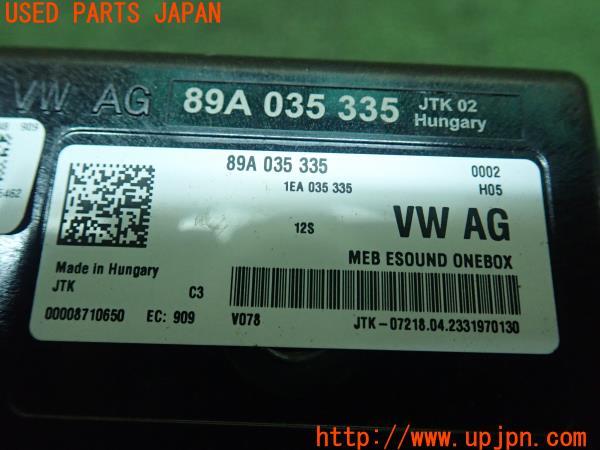 USED PARTS JAPAN
VW AG 89A 035 335 JTK 02
Hungary
909
5462
89A 035 335 0002
1EA 035 335 H05
12S VW AG
MEB ESOUND ONEBOX
Made in Hungary
JTK C3
00008710650 EC: 909 V078 JTK-07218.04.2331970130
http://www.upjpn.com